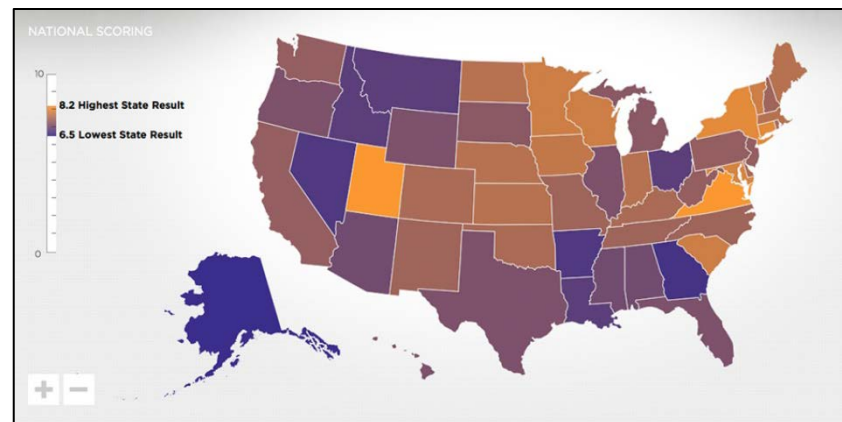 NATIONAL SCORING
10
8.2 Highest State Result
6.5 Lowest State Result
0
+ −